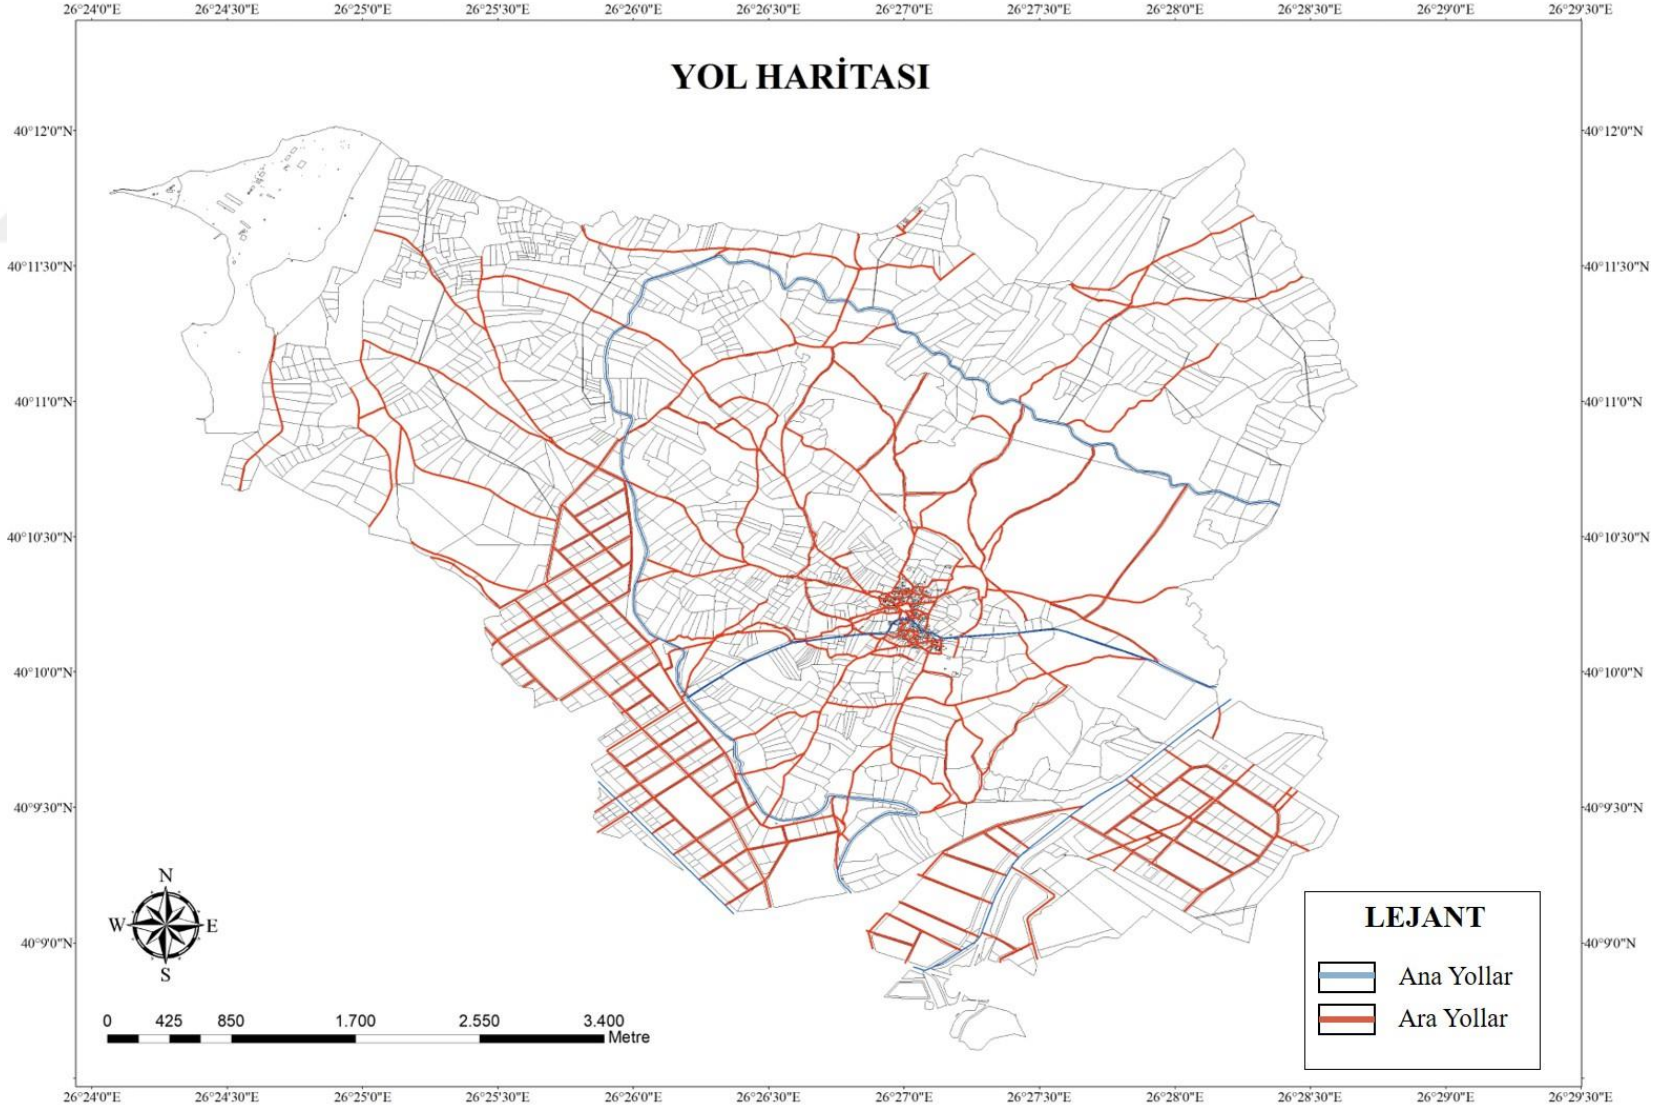 26°24'0"E 26°24'30"E 26°25'0"E 26°25'30"E 26°26'0"E 26°26'30"E 26°27'0"E 26°27'30"E 26°28'0"E 26°28'30"E 26°29'0"E 26°29'30"E
YOL HARİTASI
40°12'0"N 40°12'0"N
40°11'30"N 40°11'30"N
40°11'0"N 40°11'0"N
40°10'30"N 40°10'30"N
40°10'0"N 40°10'0"N
40°9'30"N 40°9'30"N
40°9'0"N 40°9'0"N
N
W E
S
0 425 850 1.700 2.550 3.400
Metre
LEJANT
Ana Yollar
Ara Yollar
26°24'0"E 26°24'30"E 26°25'0"E 26°25'30"E 26°26'0"E 26°26'30"E 26°27'0"E 26°27'30"E 26°28'0"E 26°28'30"E 26°29'0"E 26°29'30"E